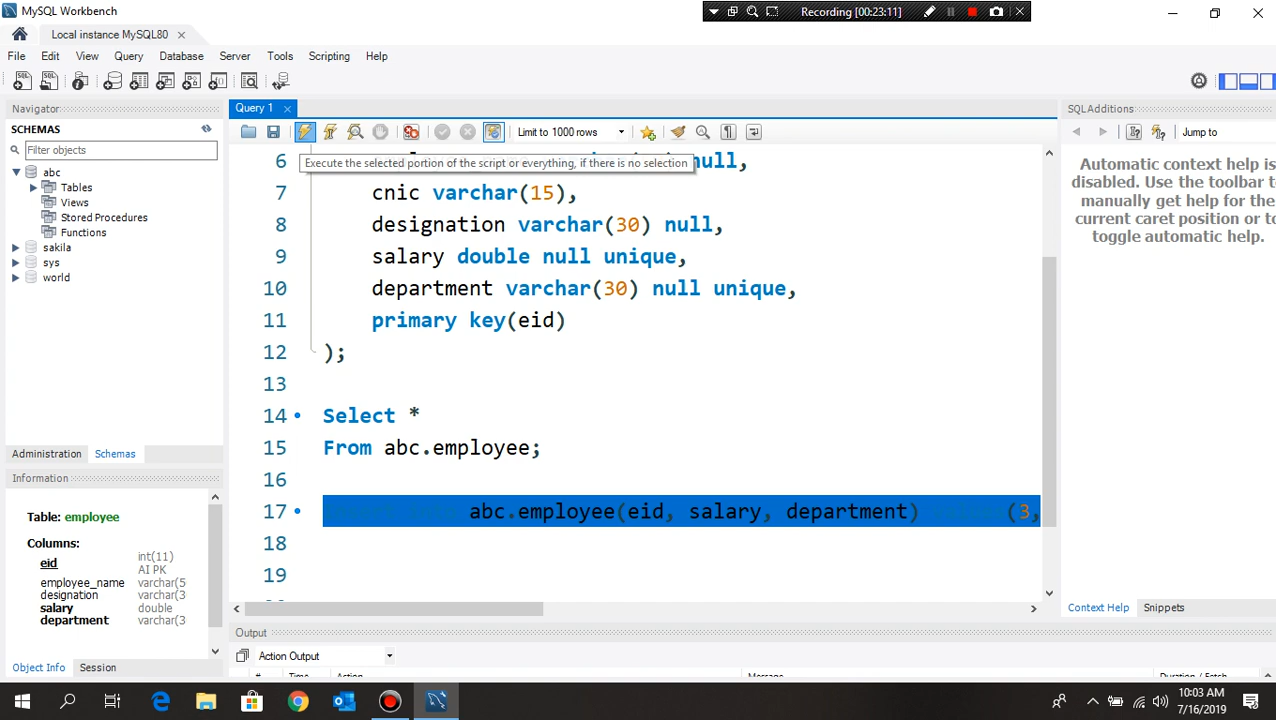 MySQL Workbench
Recording [00:23:11]
Local instance MySQL80
File Edit View Query Database Server Tools Scripting Help
Navigator
SCHEMAS
Filter objects
abc
Tables
Views
Stored Procedures
Functions
sakila
sys
world
Administration Schemas
Information
Table: employee
Columns:
eid int(11)
AI PK
employee_name varchar(5
designation varchar(3
salary double
department varchar(3
Object Info Session
Query 1
Limit to 1000 rows
Execute the selected portion of the script or everything, if there is no selection
6 null,
7 cnic varchar(15),
8 designation varchar(30) null,
9 salary double null unique,
10 department varchar(30) null unique,
11 primary key(eid)
12 );
13
14 Select *
15 From abc.employee;
16
17 abc.employee(eid, salary, department) (3,
18
19
Output
Action Output
# Time Action Message Duration / Fetch
SQLAdditions
Jump to
Automatic context help is
disabled. Use the toolbar t
manually get help for the
current caret position or to
toggle automatic help.
Context Help Snippets
10:03 AM
7/16/2019